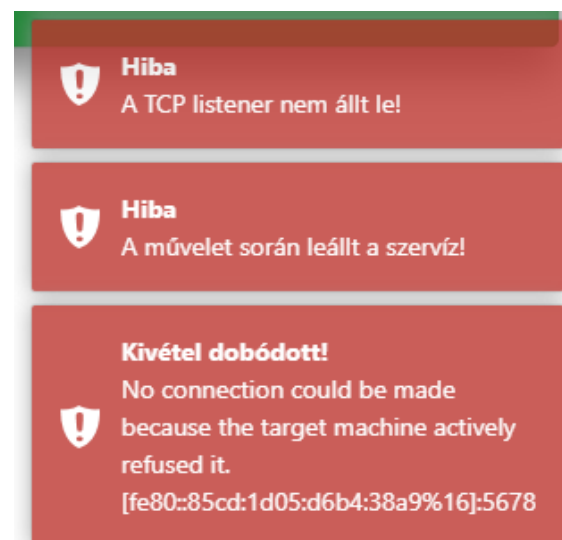 Hiba
A TCP listener nem állt le!
Hiba
A művelet során leállt a szervíz!
Kivétel dobódott!
No connection could be made
because the target machine actively
refused it.
[fe80::85cd:1d05:d6b4:38a9%16]:5678